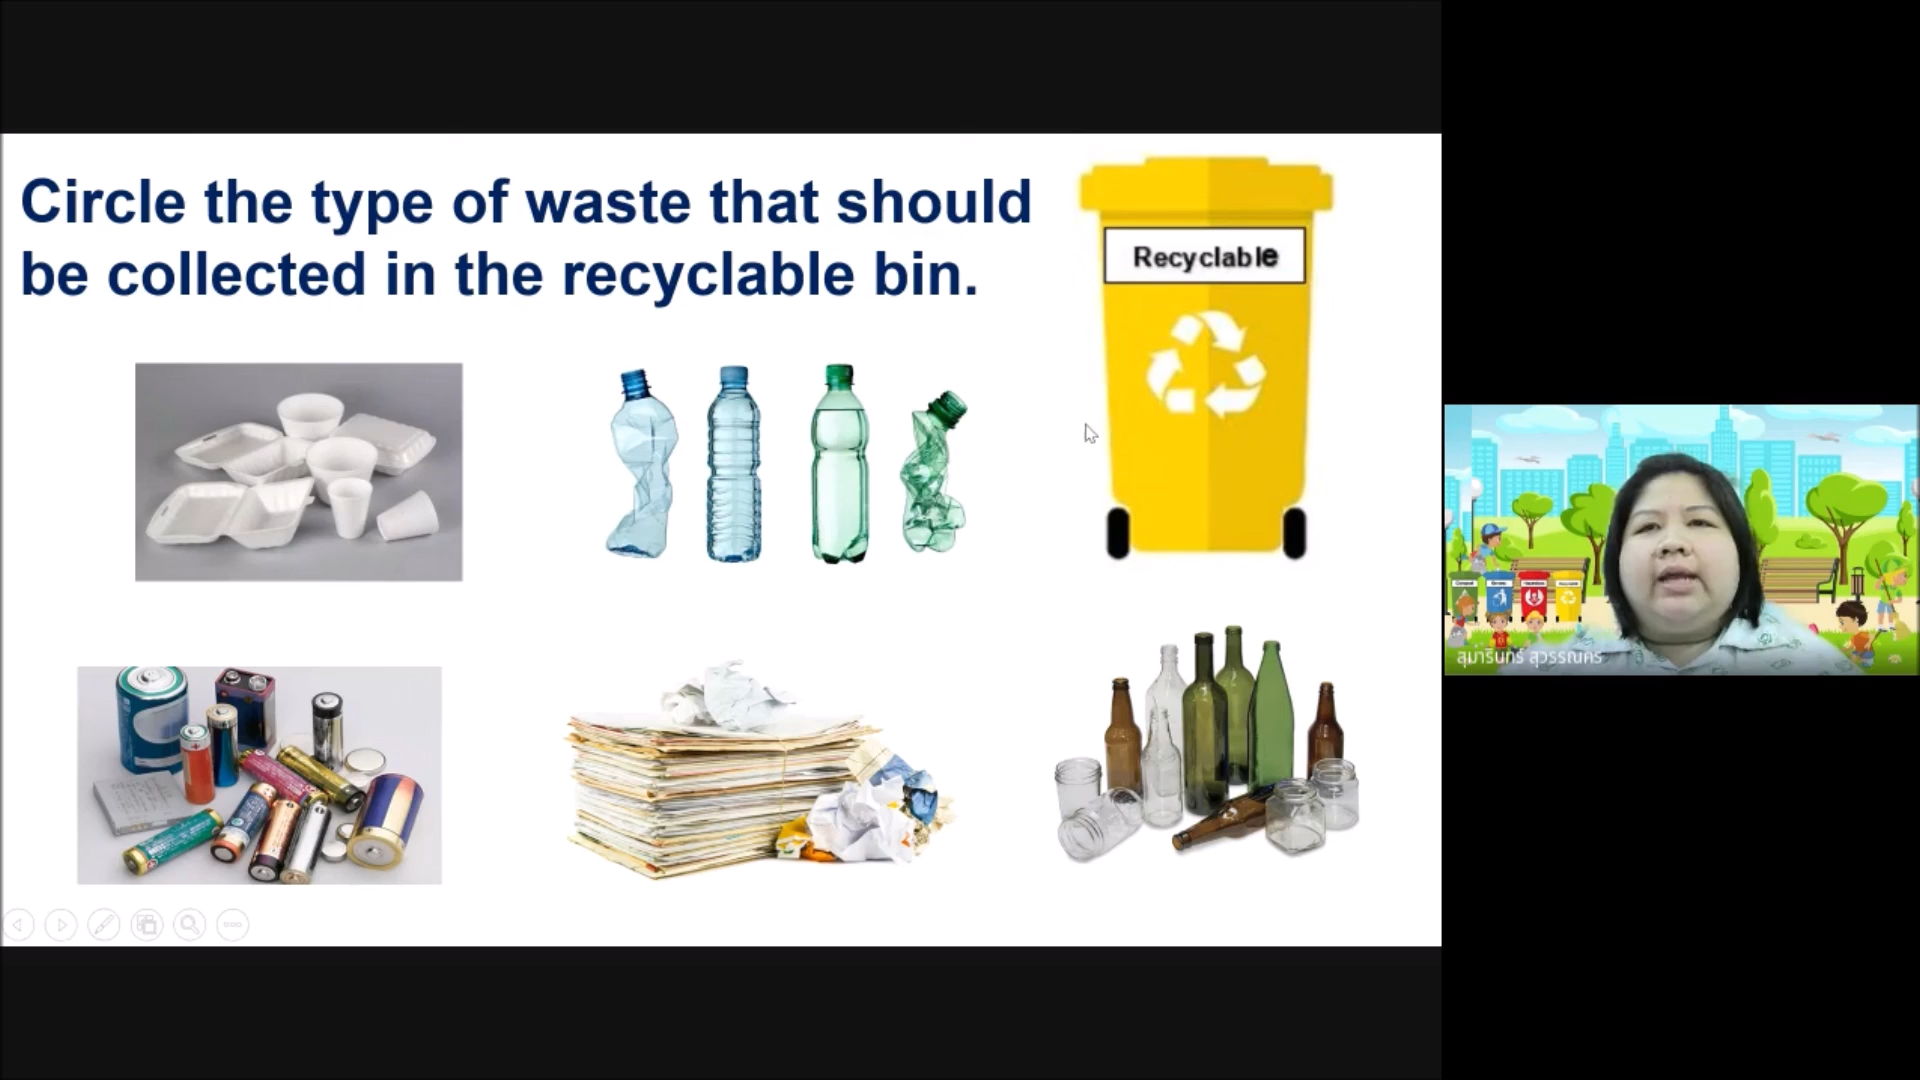 Circle the type of waste that should
be collected in the recyclable bin.
Recyclable
สุมารินทร์ สุวรรณคร